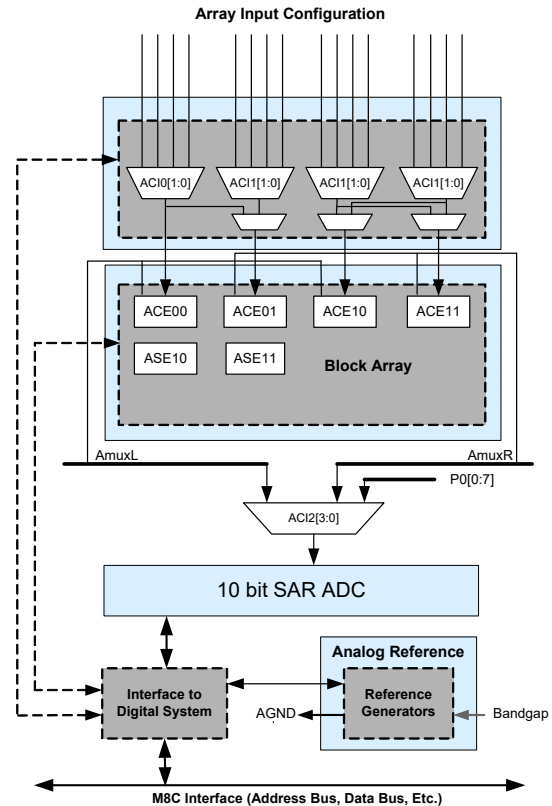 Array Input Configuration
ACI0[1:0]
ACI1[1:0]
ACI1[1:0]
ACI1[1:0]
ACE00
ACE01
ACE10
ACE11
ASE10
ASE11
Block Array
AmuxL
AmuxR
P0[0:7]
ACI2[3:0]
10 bit SAR ADC
Analog Reference
Interface to
Digital System
Reference
Generators
AGND
Bandgap
M8C Interface (Address Bus, Data Bus, Etc.)